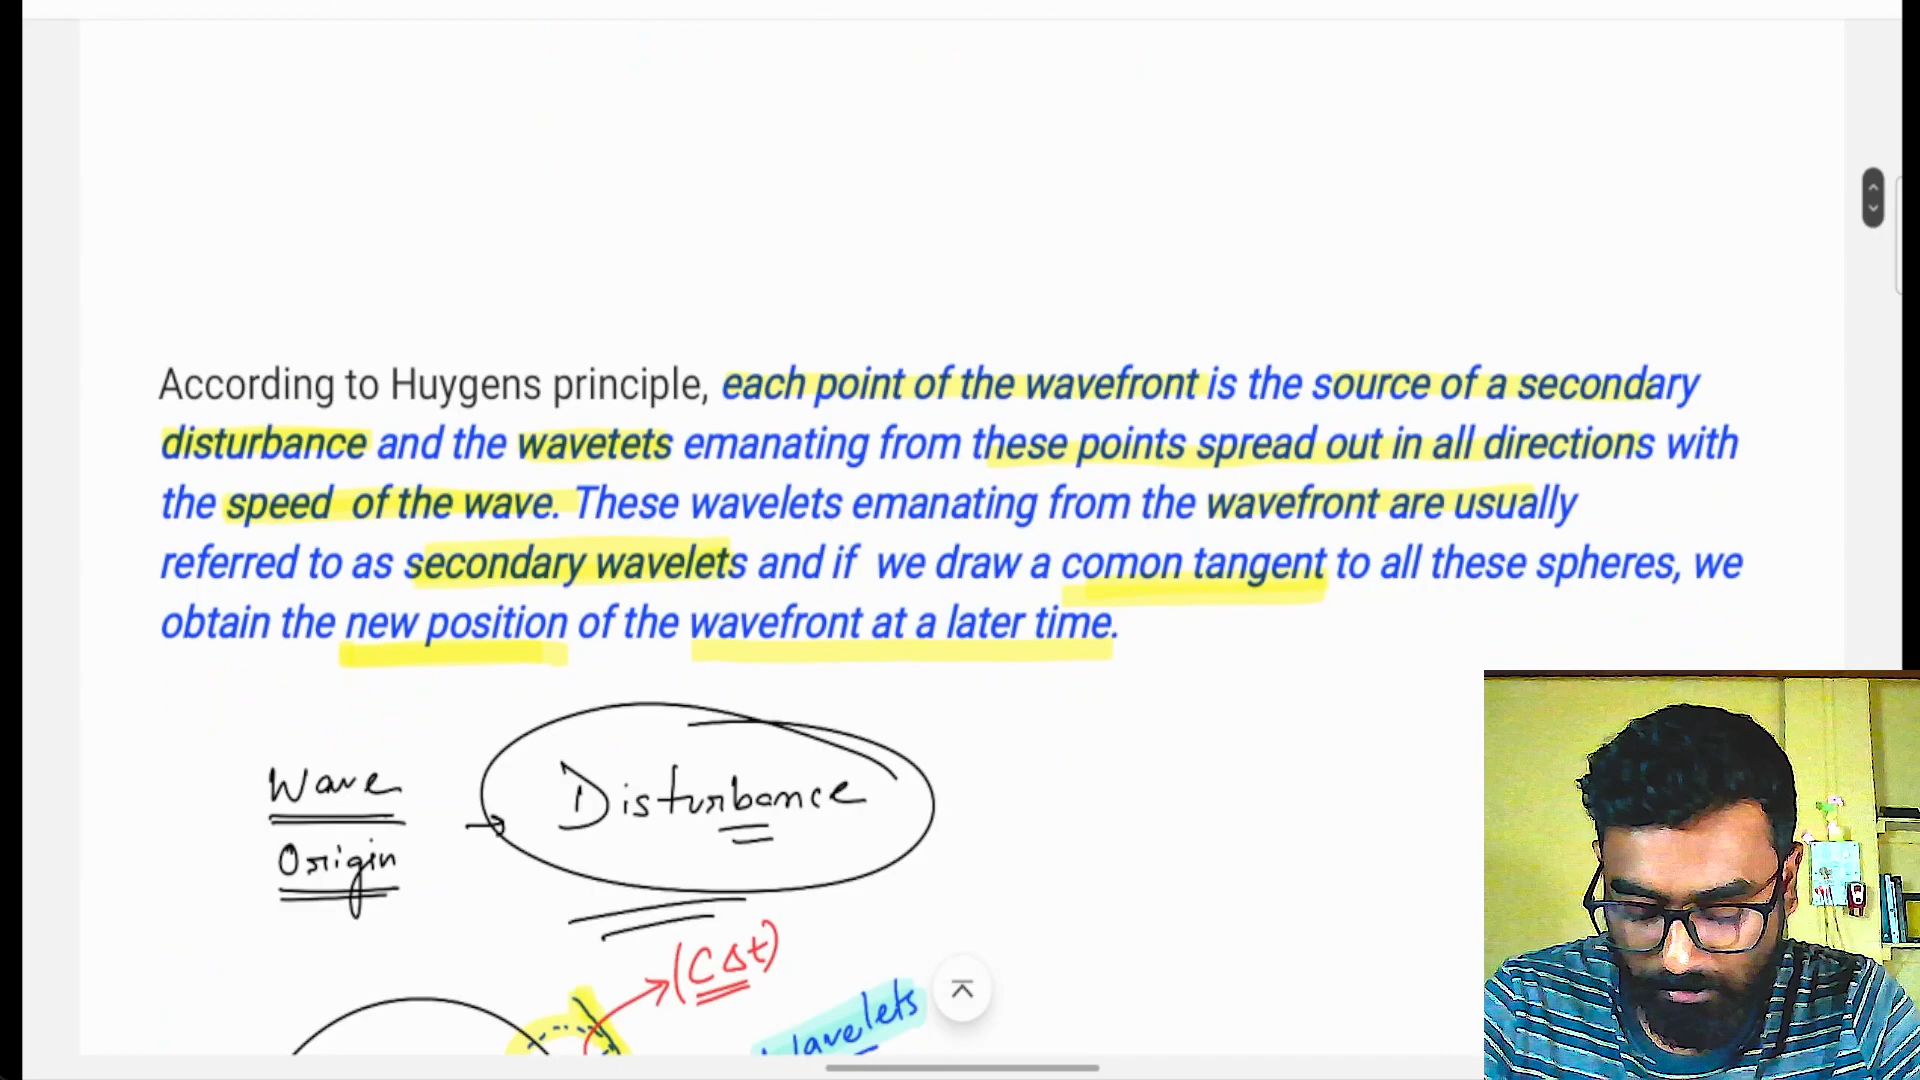 According to Huygens principle, each point of the wavefront is the source of a secondary
disturbance and the wavetets emanating from these points spread out in all directions with
the speed of the wave. These wavelets emanating from the wavefront are usually
referred to as secondary wavelets and if we draw a comon tangent to all these spheres, we
obtain the new position of the wavefront at a later time.
Wave
Origin
Disturbance
(CΔt)
Wavelets